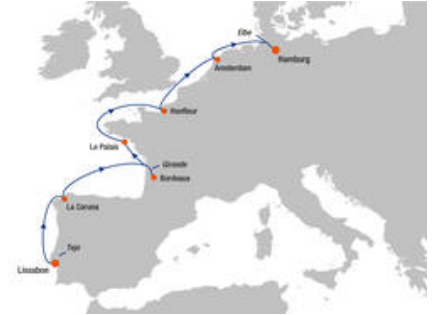 Elbe
Hamburg
Amsterdam
Honfleur
Le Palais
Gironde
Bordeaux
La Coruna
Tejo
Lissabon